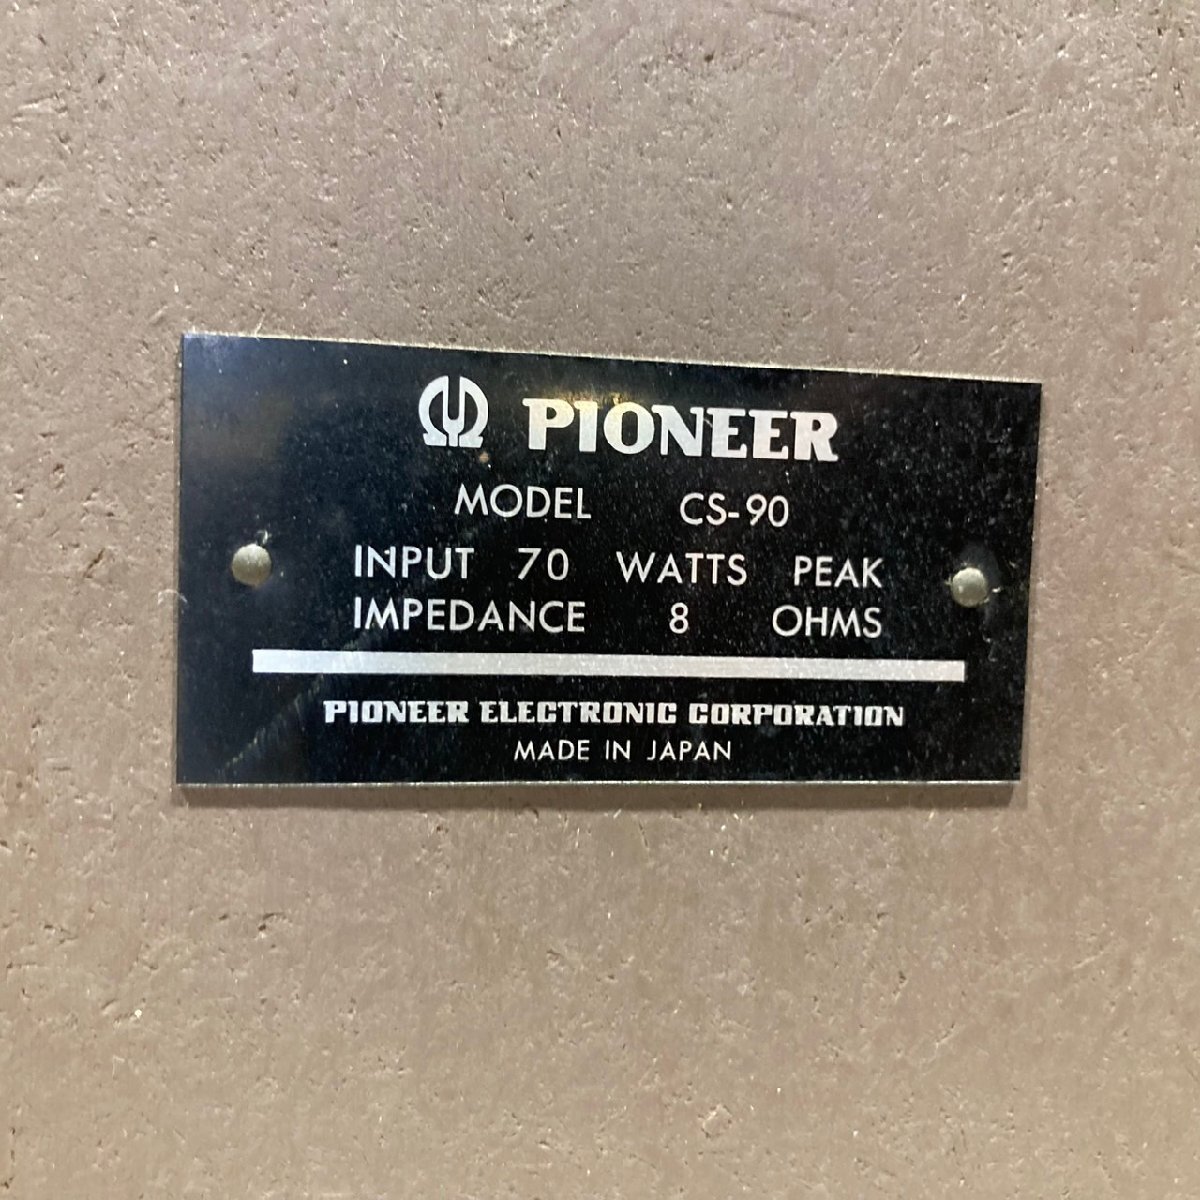 PIONEER
MODEL CS-90
INPUT 70 WATTS PEAK
IMPEDANCE 8 OHMS
PIONEER ELECTRONIC CORPORATION
MADE IN JAPAN